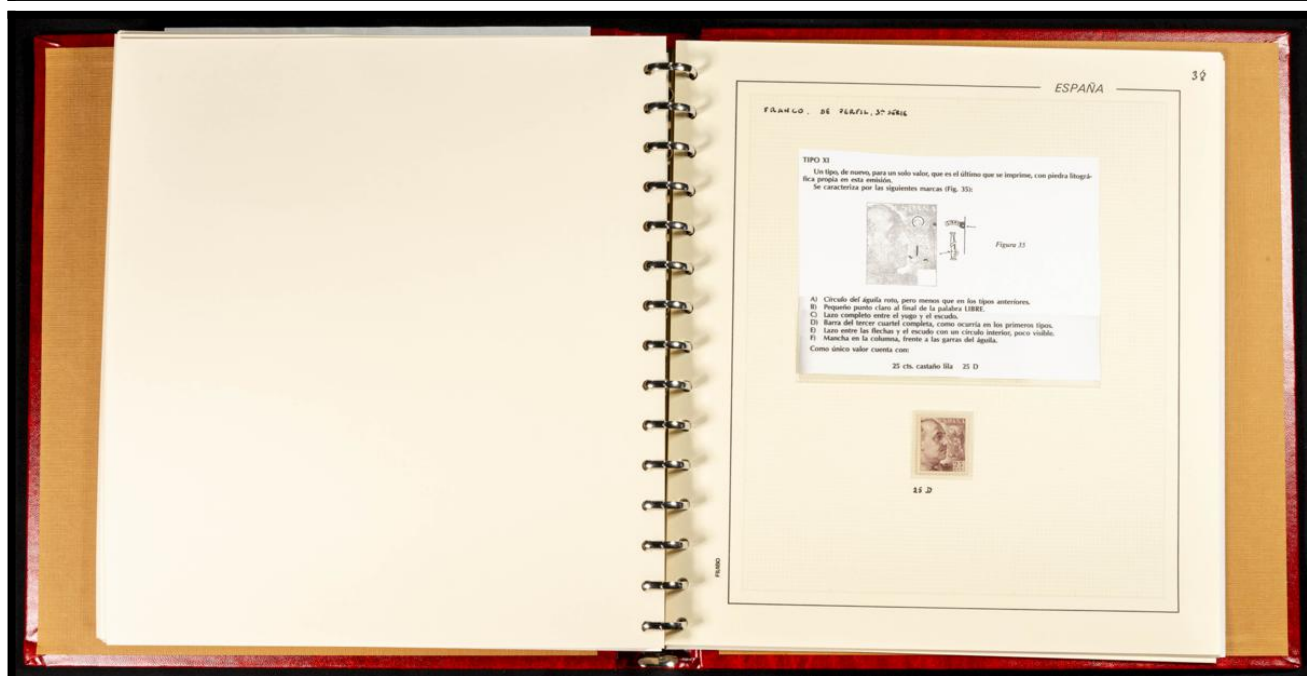 38
ESPAÑA
FRANCO. DE PERFIL, 3ª SERIE
TIPO XI
Un tipo, de nuevo, para un solo valor, que es el último que se imprime, con piedra litográ-
fica propia en esta emisión.
Se caracteriza por las siguientes marcas (Fig. 35):
Figura 35
A) Círculo del águila roto, pero menos que en los tipos anteriores.
B) Pequeño punto claro al final de la palabra LIBRE.
C) Lazo completo entre el yugo y el escudo.
D) Barra del tercer cuartel completa, como ocurría en los primeros tipos.
E) Lazo entre las flechas y el escudo con un círculo interior, poco visible.
F) Mancha en la columna, frente a las garras del águila.
Como único valor cuenta con:
25 cts. castaño lila 25 D
ESPAÑA
25 D
FILABO